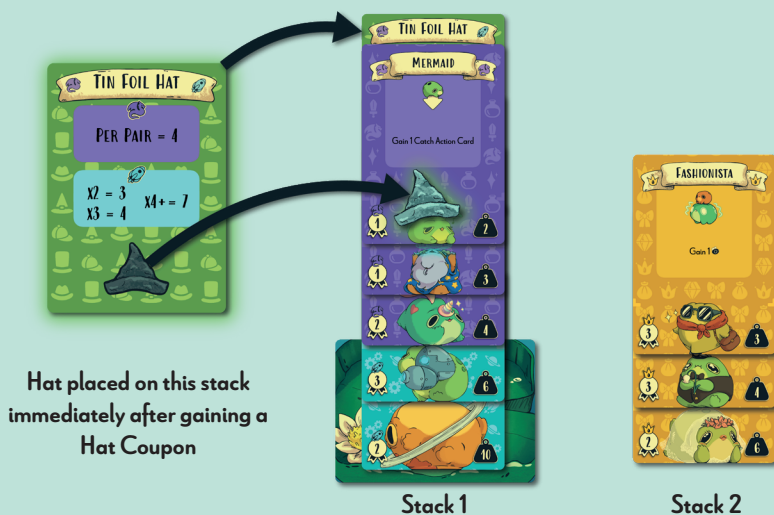 TIN FOIL HAT
PER PAIR = 4
X2 = 3
X3 = 4
X4+ = 7
Hat placed on this stack
immediately after gaining a
Hat Coupon
TIN FOIL HAT
MERMAID
Gain 1 Catch Action Card
1
2
1
3
2
4
3
6
2
10
Stack 1
FASHIONISTA
Gain 1
3
3
3
4
2
6
Stack 2